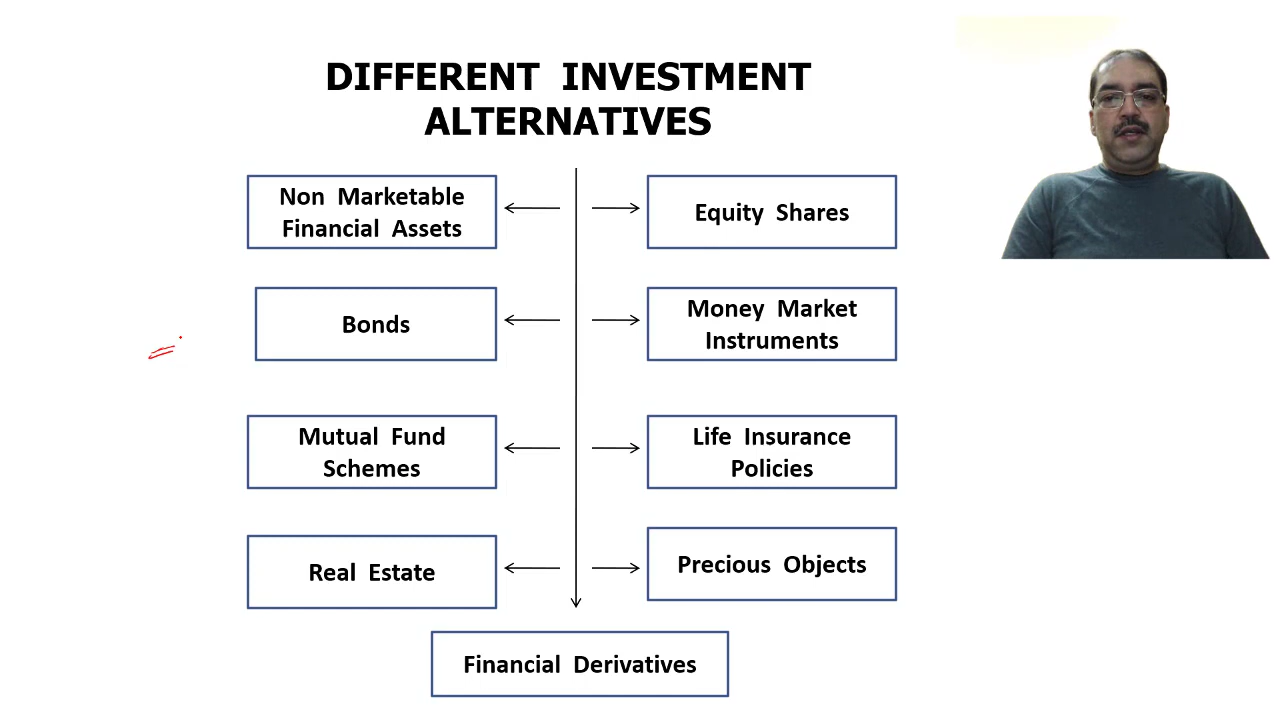 DIFFERENT INVESTMENT
ALTERNATIVES
Non Marketable
Financial Assets
Equity Shares
Bonds
Money Market
Instruments
Mutual Fund
Schemes
Life Insurance
Policies
Real Estate
Precious Objects
Financial Derivatives